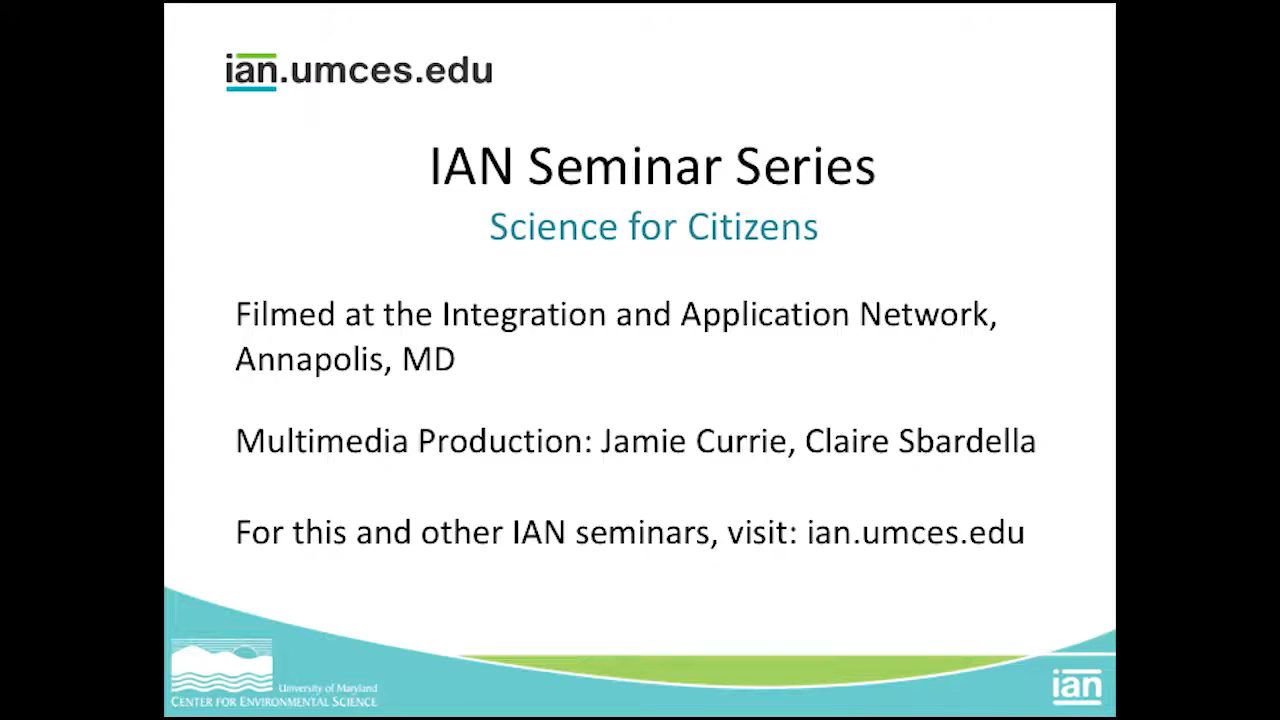 ian.umces.edu
IAN Seminar Series
Science for Citizens
Filmed at the Integration and Application Network,
Annapolis, MD
Multimedia Production: Jamie Currie, Claire Sbardella
For this and other IAN seminars, visit: ian.umces.edu
University of Maryland
CENTER FOR ENVIRONMENTAL SCIENCE
ian